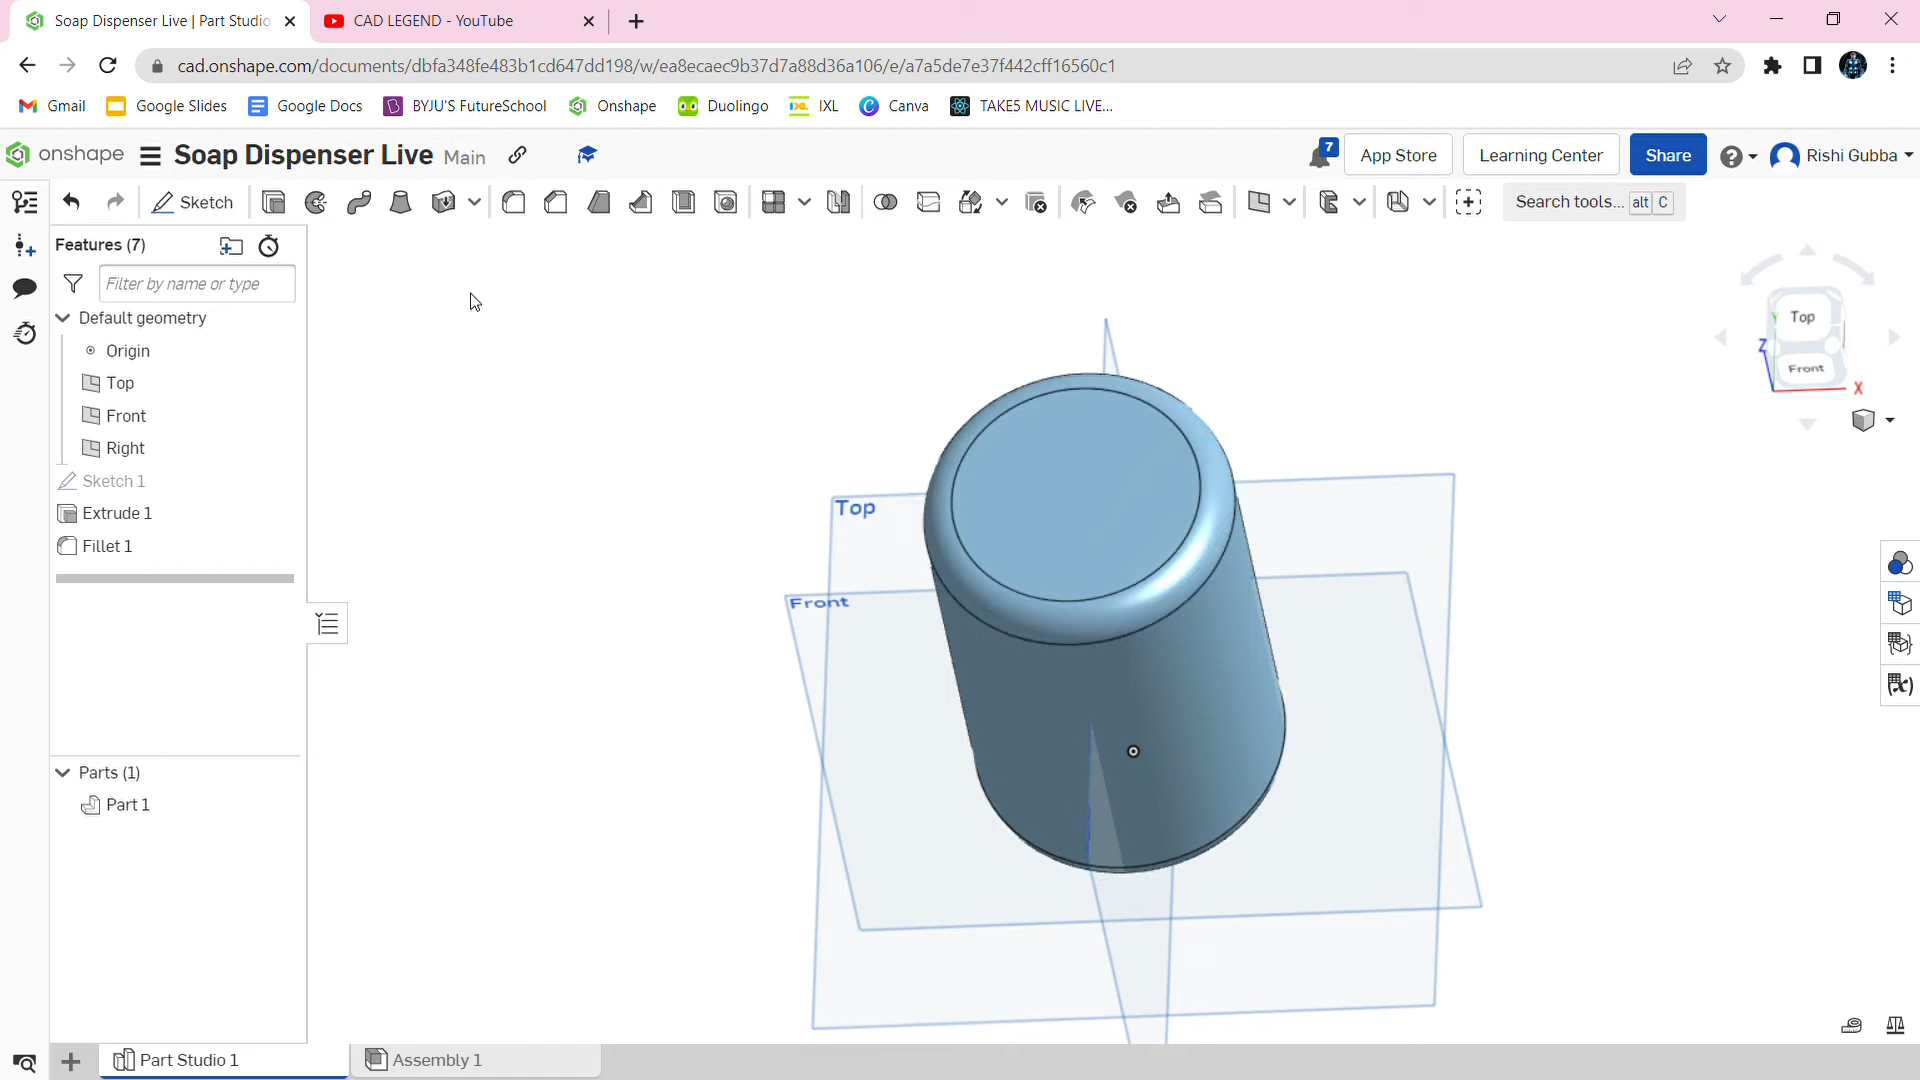 Soap Dispenser Live | Part Studio
CAD LEGEND - YouTube
cad.onshape.com/documents/dbfa348fe483b1cd647dd198/w/ea8ecaec9b37d7a88d36a106/e/a7a5de7e37f442cff16560c1
Gmail
Google Slides
Google Docs
BYJU'S FutureSchool
Onshape
Duolingo
IXL
Canva
TAKE5 MUSIC LIVE...
onshape
Soap Dispenser Live Main
7
App Store
Learning Center
Share
Rishi Gubba
Sketch
Search tools... alt C
Features (7)
Filter by name or type
Default geometry
Origin
Top
Front
Right
Sketch 1
Extrude 1
Fillet 1
Parts (1)
Part 1
Top
Front
Top
Front
Z
X
Part Studio 1
Assembly 1